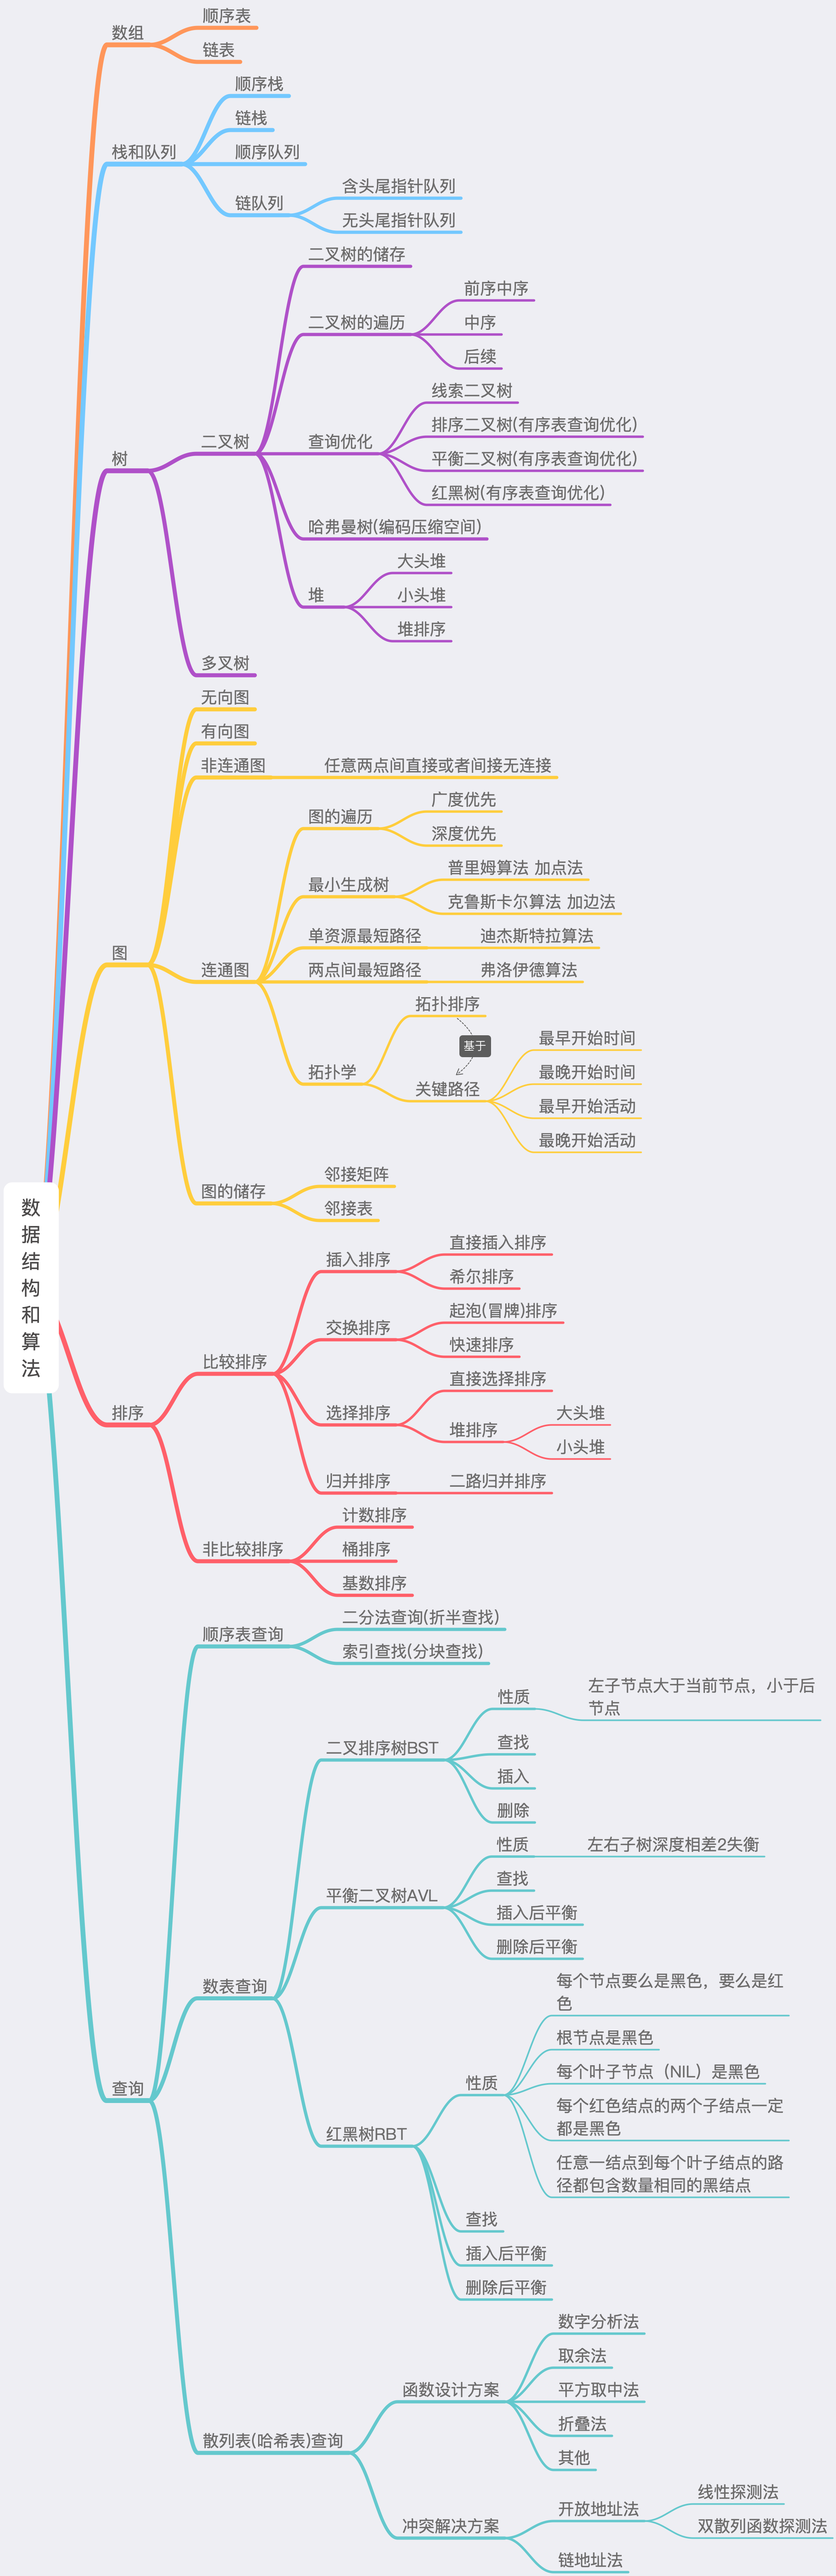 数组
顺序表
链表
栈和队列
顺序栈
链栈
顺序队列
链队列
含头尾指针队列
无头尾指针队列
树
二叉树
二叉树的储存
二叉树的遍历
前序中序
中序
后续
查询优化
线索二叉树
排序二叉树(有序表查询优化)
平衡二叉树(有序表查询优化)
红黑树(有序表查询优化)
哈弗曼树(编码压缩空间)
堆
大头堆
小头堆
堆排序
多叉树
图
无向图
有向图
非连通图
任意两点间直接或者间接无连接
连通图
图的遍历
广度优先
深度优先
最小生成树
普里姆算法 加点法
克鲁斯卡尔算法 加边法
单资源最短路径
迪杰斯特拉算法
两点间最短路径
弗洛伊德算法
拓扑学
拓扑排序
基于
关键路径
最早开始时间
最晚开始时间
最早开始活动
最晚开始活动
图的储存
邻接矩阵
邻接表
数
据
结
构
和
算
法
排序
比较排序
插入排序
直接插入排序
希尔排序
交换排序
起泡(冒牌)排序
快速排序
选择排序
直接选择排序
堆排序
大头堆
小头堆
归并排序
二路归并排序
非比较排序
计数排序
桶排序
基数排序
查询
顺序表查询
二分法查询(折半查找)
索引查找(分块查找)
数表查询
二叉排序树BST
性质
左子节点大于当前节点，小于后
节点
查找
插入
删除
平衡二叉树AVL
性质
左右子树深度相差2失衡
查找
插入后平衡
删除后平衡
红黑树RBT
性质
每个节点要么是黑色，要么是红
色
根节点是黑色
每个叶子节点（NIL）是黑色
每个红色结点的两个子结点一定
都是黑色
任意一结点到每个叶子结点的路
径都包含数量相同的黑结点
查找
插入后平衡
删除后平衡
散列表(哈希表)查询
函数设计方案
数字分析法
取余法
平方取中法
折叠法
其他
冲突解决方案
开放地址法
线性探测法
双散列函数探测法
链地址法